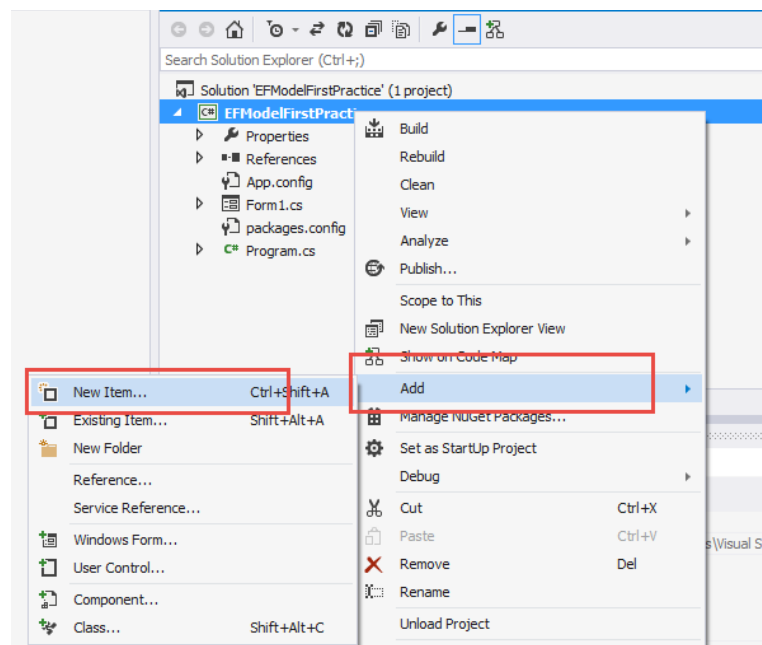 Search Solution Explorer (Ctrl+;)
Solution 'EFModelFirstPractice' (1 project)
C# EFModelFirstPracti
Properties
References
App.config
Form1.cs
packages.config
C# Program.cs
Build
Rebuild
Clean
View
Analyze
Publish...
Scope to This
New Solution Explorer View
Show on Code Map
Add
Manage NuGet Packages...
Set as StartUp Project
Debug
Cut Ctrl+X
Paste Ctrl+V
Remove Del
Rename
Unload Project
New Item... Ctrl+Shift+A
Existing Item... Shift+Alt+A
New Folder
Reference...
Service Reference...
Windows Form...
User Control...
Component...
Class... Shift+Alt+C
s\Visual S